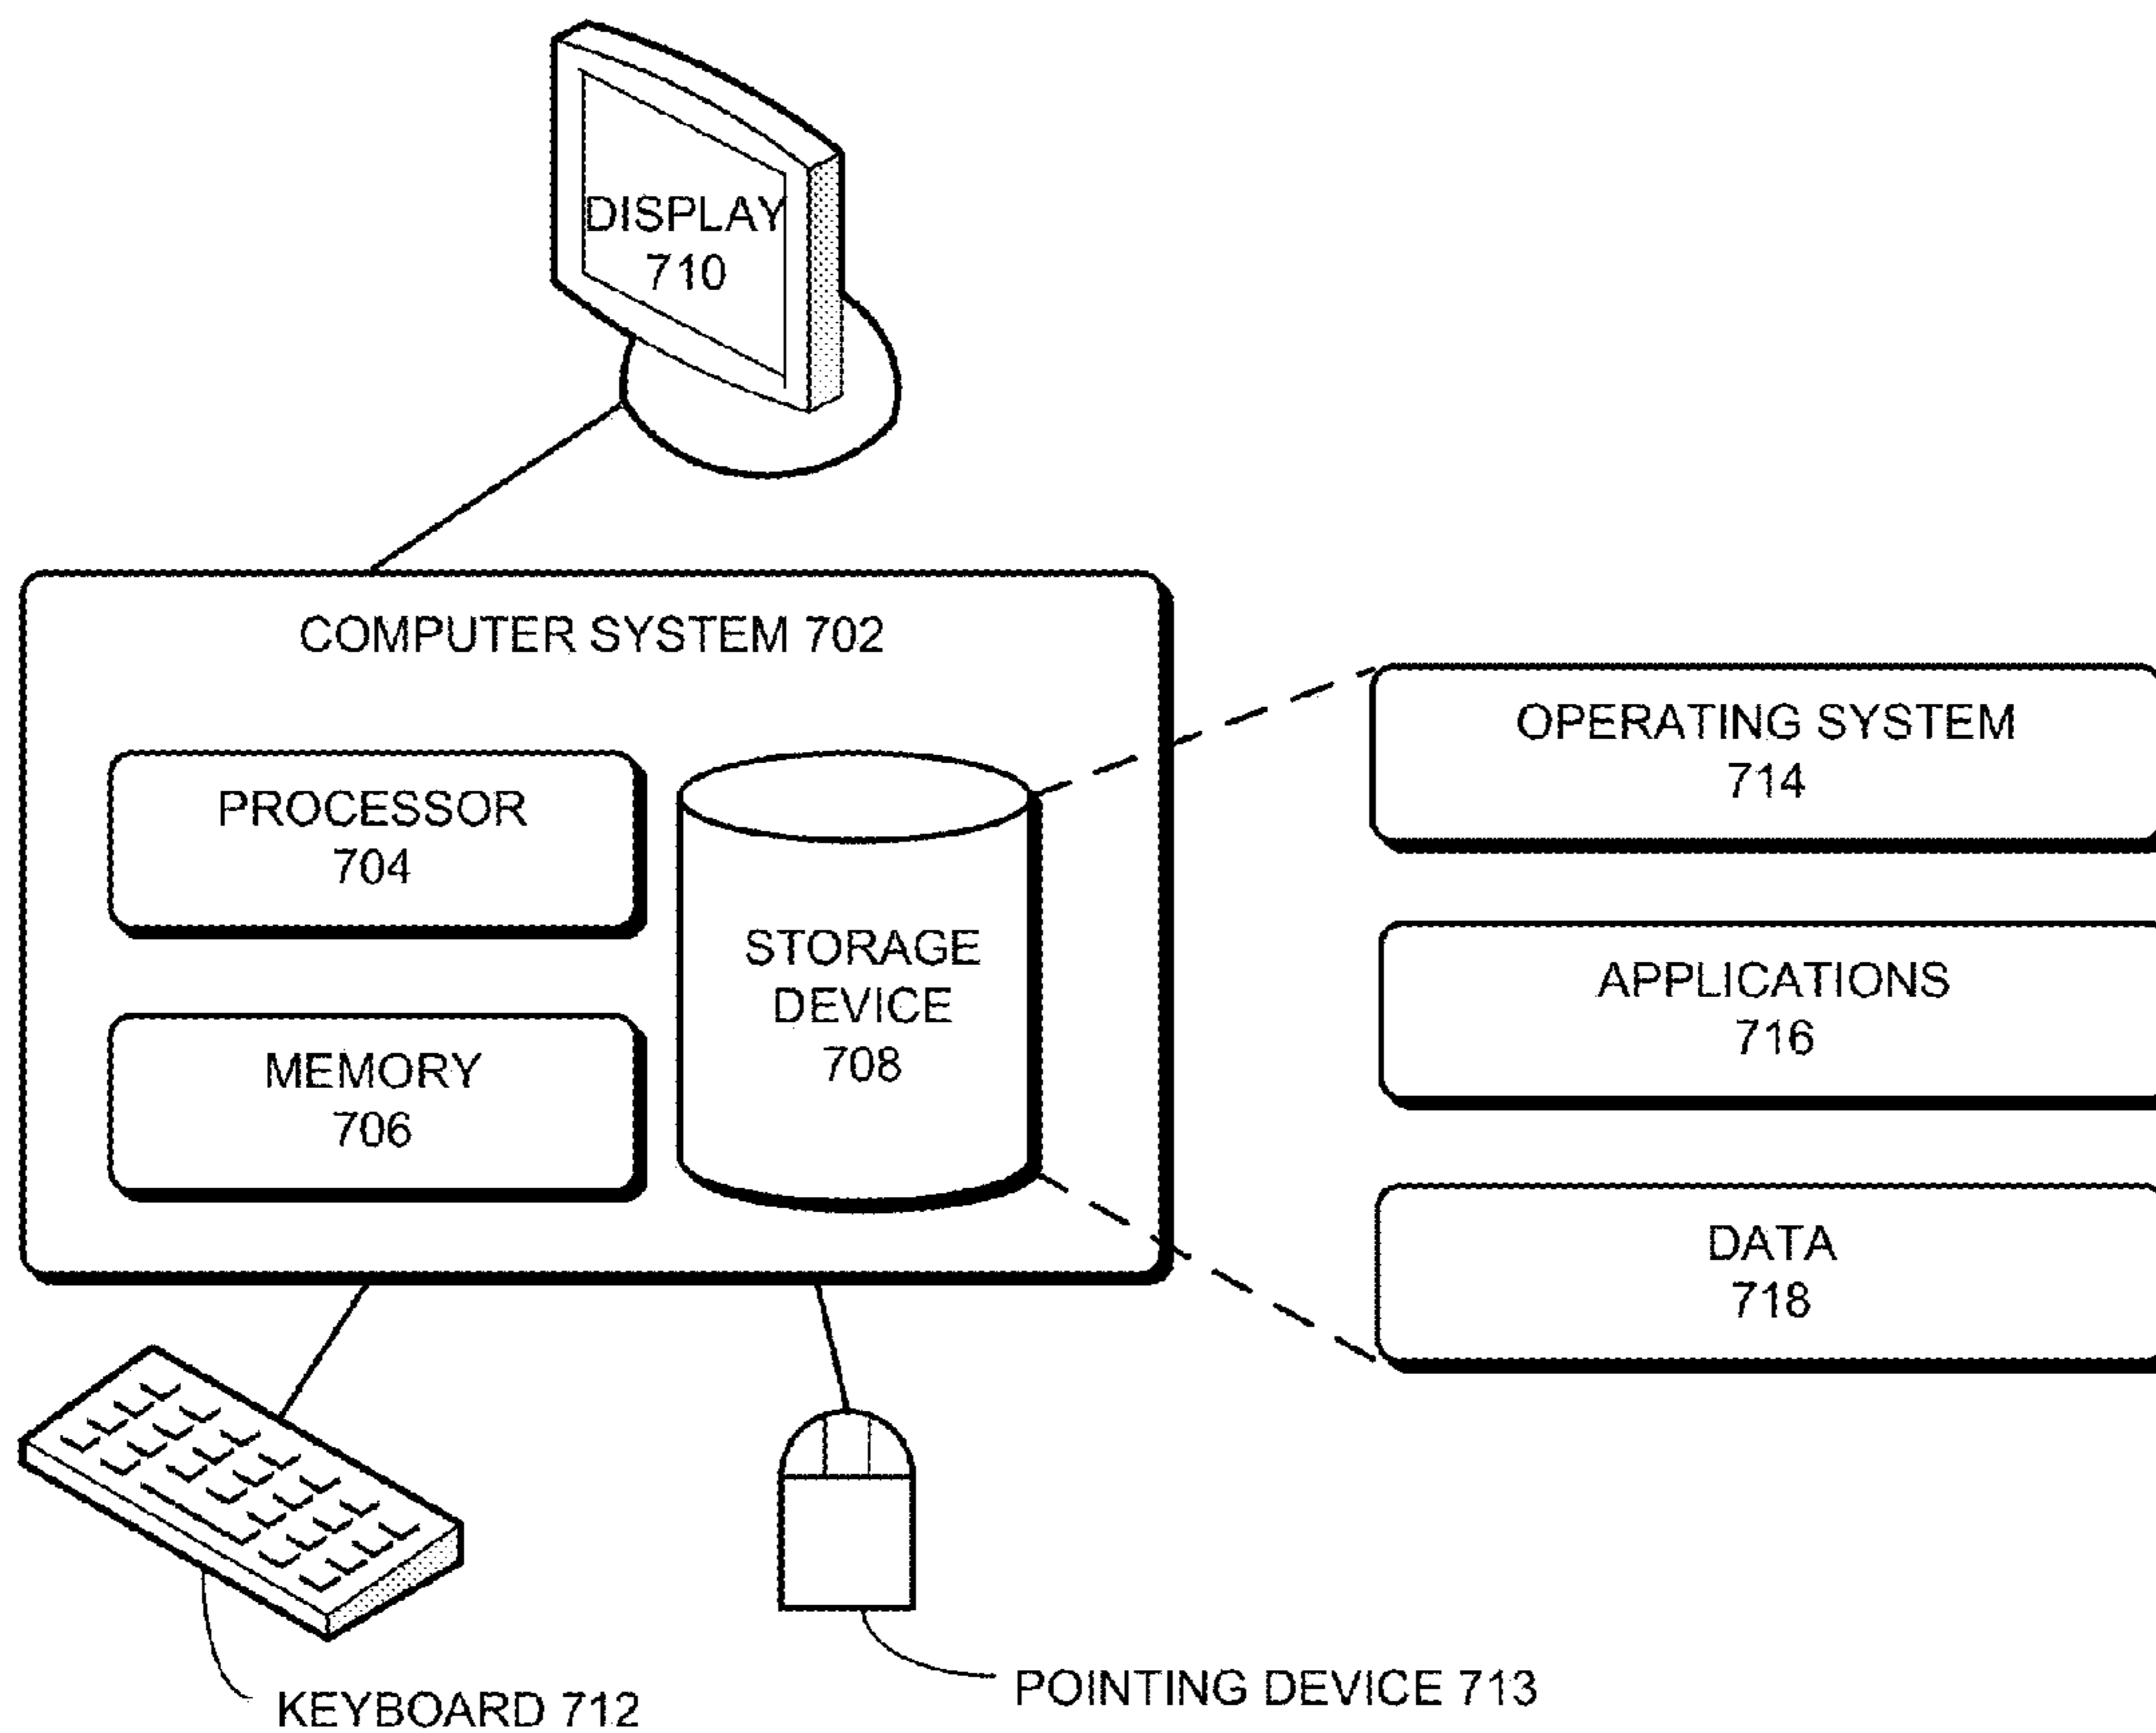 DISPLAY
710
COMPUTER SYSTEM 702
PROCESSOR
704
MEMORY
706
STORAGE
DEVICE
708
OPERATING SYSTEM
714
APPLICATIONS
716
DATA
718
KEYBOARD 712
POINTING DEVICE 713